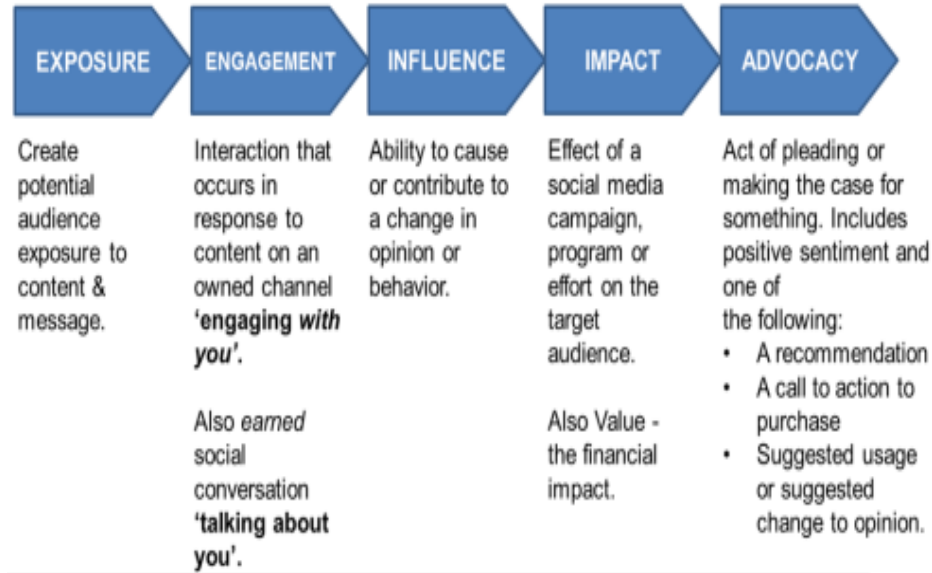 EXPOSURE
Create
potential
audience
exposure to
content &
message.
ENGAGEMENT
Interaction that
occurs in
response to
content on an
owned channel
‘engaging with
you’.
Also earned
social
conversation
‘talking about
you’.
INFLUENCE
Ability to cause
or contribute to
a change in
opinion or
behavior.
IMPACT
Effect of a
social media
campaign,
program or
effort on the
target
audience.
Also Value -
the financial
impact.
ADVOCACY
Act of pleading or
making the case for
something. Includes
positive sentiment and
one of
the following:
• A recommendation
• A call to action to
purchase
• Suggested usage
or suggested
change to opinion.